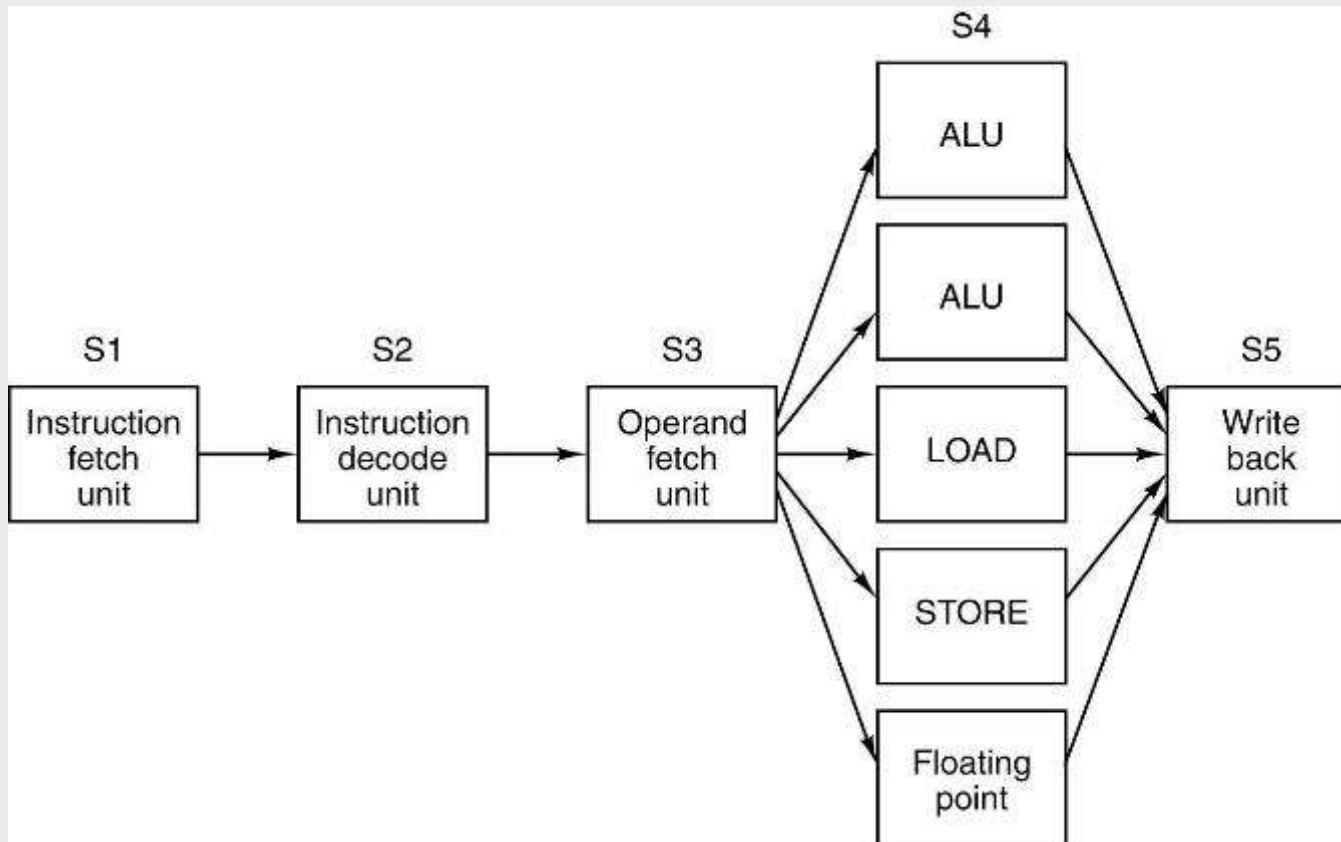 S4
ALU
ALU
S1
Instruction
fetch
unit
S2
Instruction
decode
unit
S3
Operand
fetch
unit
LOAD
S5
Write
back
unit
STORE
Floating
point